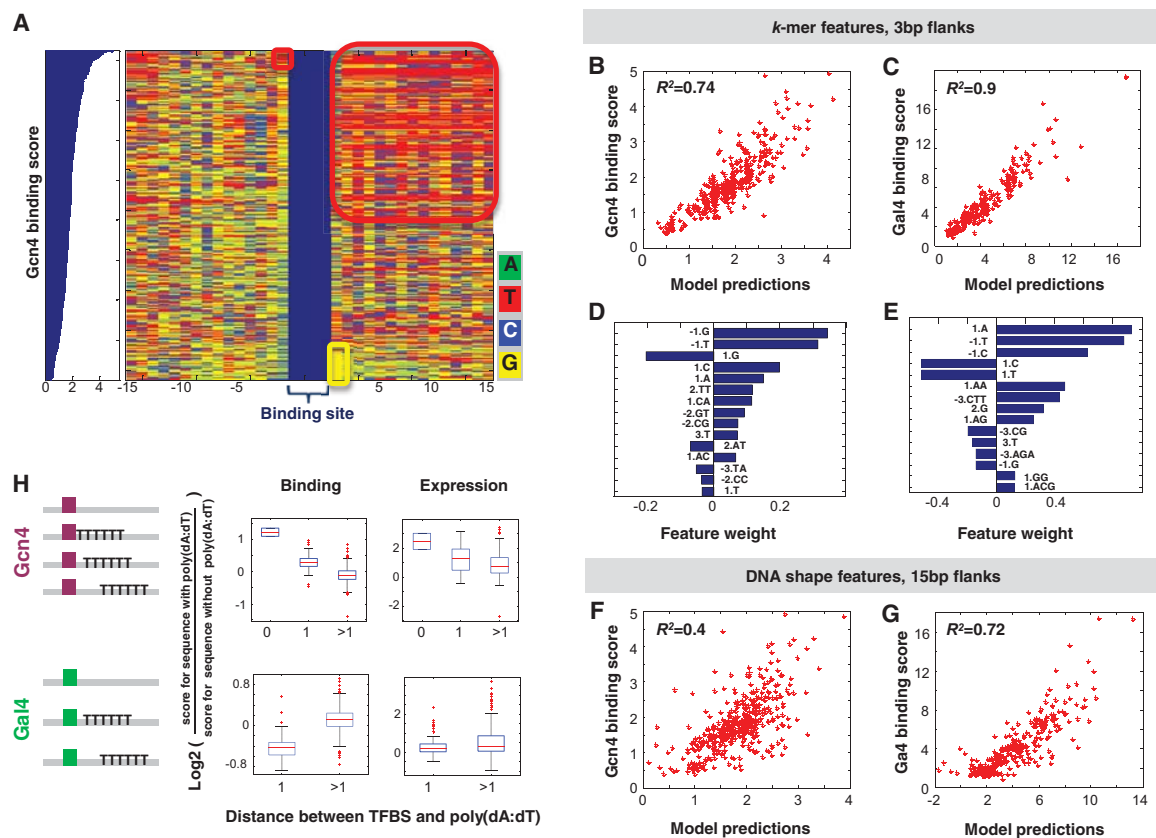 A
Gcn4 binding score
0
2
4
-15
-10
-5
5
10
15
Binding site
A
T
C
G
k-mer features, 3bp flanks
B
R²=0.74
Gcn4 binding score
5
4
3
2
1
0
0
1
2
3
4
Model predictions
C
R²=0.9
Gal4 binding score
16
12
8
4
0
0
4
8
12
16
Model predictions
D
-1.G
-1.T
1.G
1.C
1.A
2.TT
1.CA
-2.GT
-2.CG
3.T
2.AT
1.AC
-3.TA
-2.CC
1.T
-0.2
0
0.2
Feature weight
E
1.A
-1.T
-1.C
1.C
1.T
1.AA
-3.CTT
2.G
1.AG
-3.CG
3.T
-3.AGA
-1.G
1.GG
1.ACG
-0.4
0
0.4
Feature weight
DNA shape features, 15bp flanks
F
R²=0.4
Gcn4 binding score
5
4
3
2
1
0
0
1
2
3
4
Model predictions
G
R²=0.72
Ga4 binding score
16
12
8
4
0
-2
2
6
10
14
Model predictions
H
Gcn4
TTTTTTT
TTTTTTT
TTTTTTT
Gal4
TTTTTTT
TTTTTTT
Log2 ( score for sequence with poly(dA:dT) )
score for sequence without poly(dA:dT)
Binding
Expression
1
0
-1
0
1
>1
2
0
-2
0
1
>1
0.8
0
-0.8
1
>1
2
0
1
>1
Distance between TFBS and poly(dA:dT)